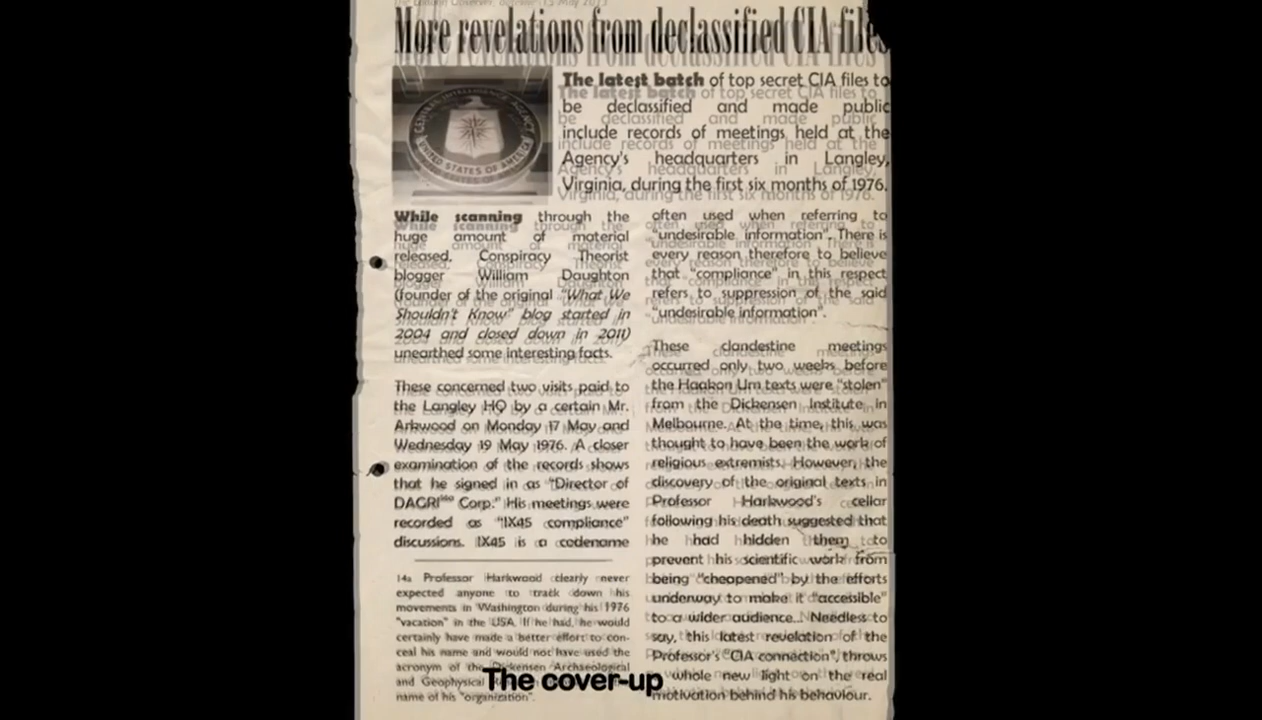 More revelations from declassified CIA files
The latest batch of top secret CIA files to
be declassified and made public
include records of meetings held at the
Agency's headquarters in Langley,
Virginia, during the first six months of 1976.
While scanning through the
huge amount of material
released, Conspiracy Theorist
blogger William Daughton
(founder of the original "What We
Shouldn't Know" blog started in
2004 and closed down in 2011)
unearthed some interesting facts.
These concerned two visits paid to
the Langley HQ by a certain Mr.
Arkwood on Monday 17 May and
Wednesday 19 May 1976. A closer
examination of the records shows
that he signed in as "Director of
DAGRI Corp." His meetings were
recorded as "IX45 compliance"
discussions. IX45 is a codename
14a Professor Harkwood clearly never
expected anyone to track down his
movements in Washington during his 1976
"vacation" in the USA. If he had, he would
certainly have made a better effort to con-
ceal his name and would not have used the
acronym of the Dickensen Archaeological
and Geophysical
name of his "organization".
often used when referring to
"undesirable information". There is
every reason therefore to believe
that "compliance" in this respect
refers to suppression of the said
"undesirable information".
These clandestine meetings
occurred only two weeks before
the Haakon Urn texts were "stolen"
from the Dickensen Institute in
Melbourne. At the time, this was
thought to have been the work of
religious extremists. However, the
discovery of the original texts in
Professor Harkwood's cellar
following his death suggested that
he had hidden them to
prevent his scientific work from
being "cheapened" by the efforts
underway to make it "accessible"
to a wider audience... Needless to
say, this latest revelation of the
Professor's "CIA connection", throws
whole new light on the real
motivation behind his behaviour.
The cover-up